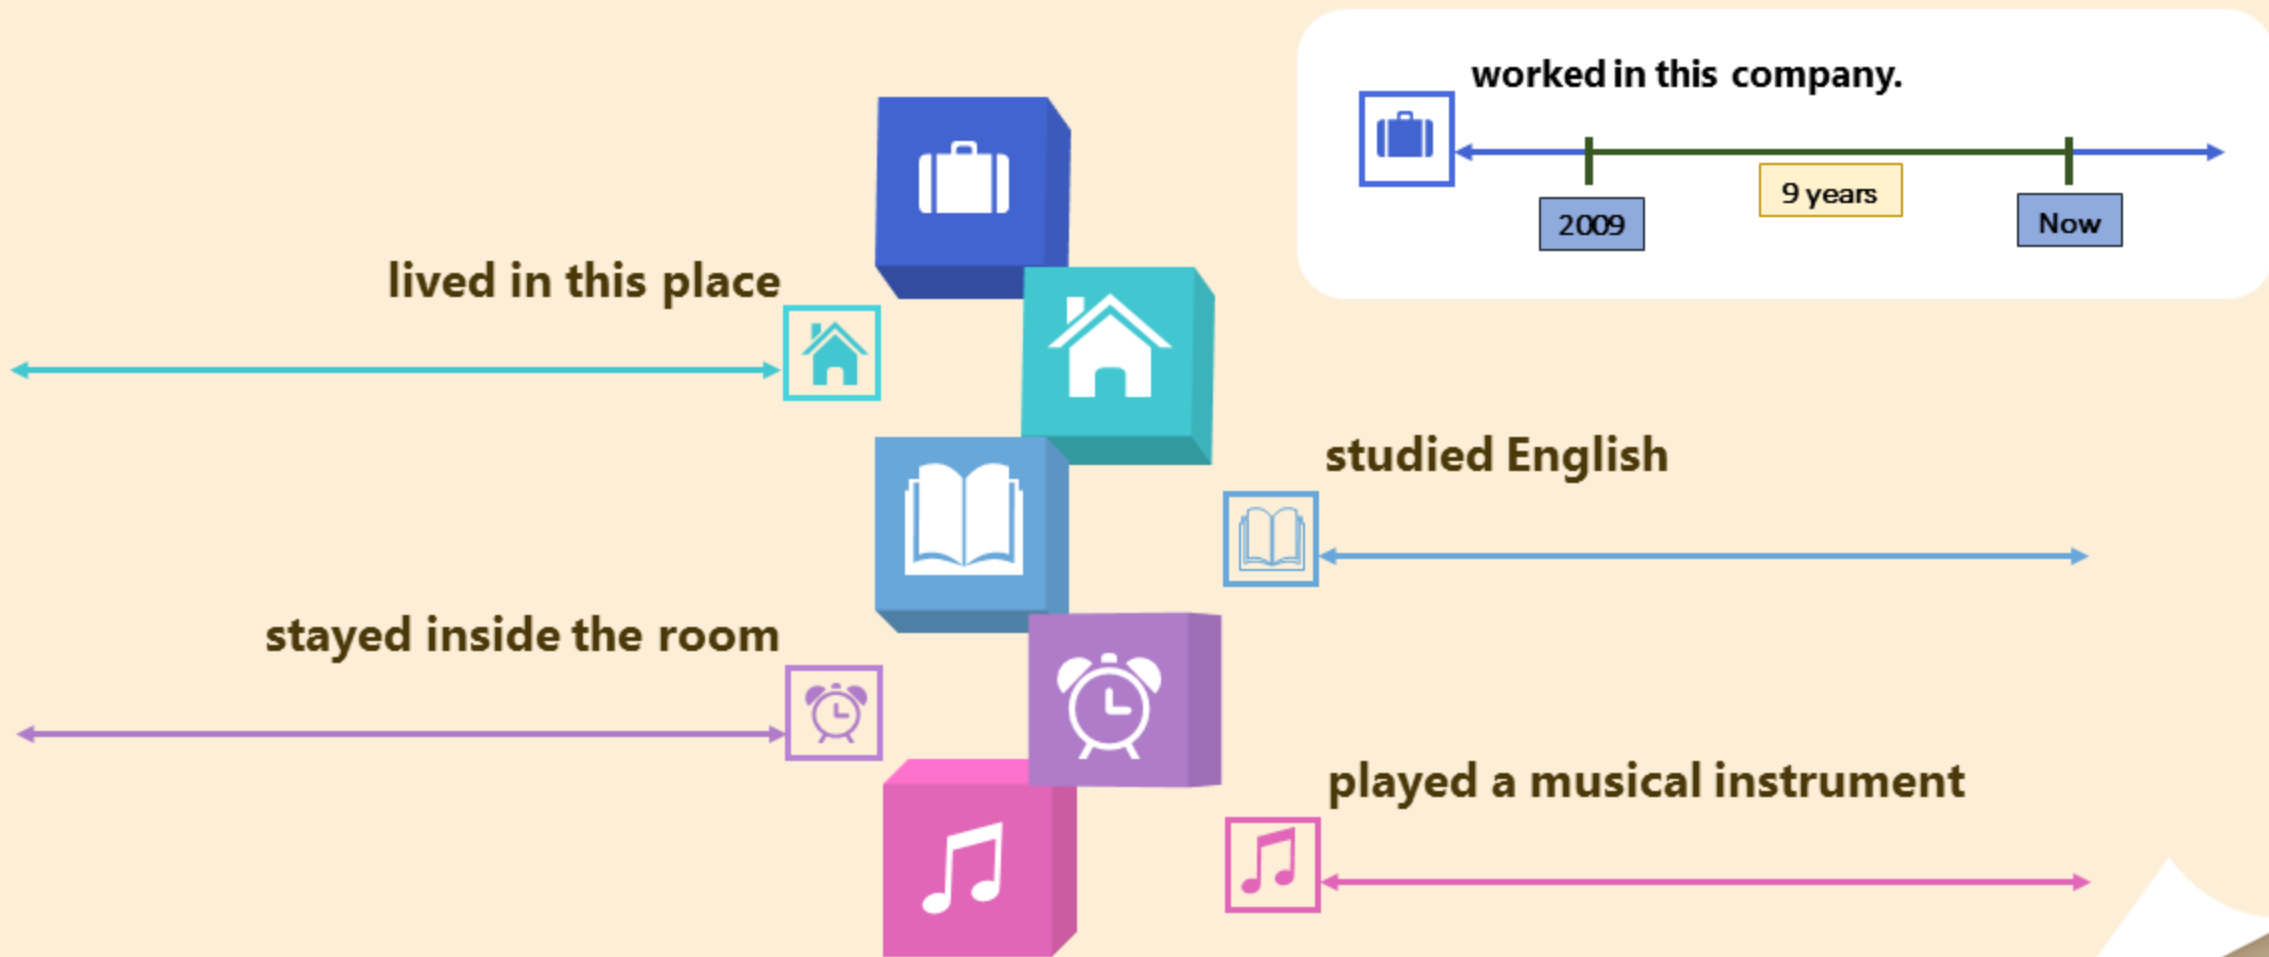 worked in this company.
9 years
2009
Now
lived in this place
studied English
stayed inside the room
played a musical instrument